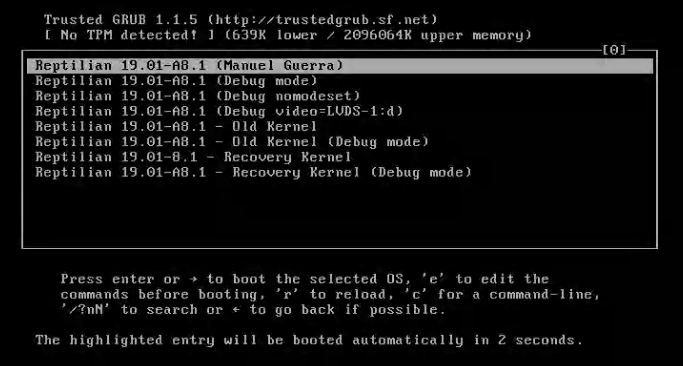 Trusted GRUB 1.1.5 (http://trustedgrub.sf.net)
[ No TPM detected! ] (639K lower / 2096064K upper memory)
[0]
Reptilian 19.01-A8.1 (Manuel Guerra)
Reptilian 19.01-A8.1 (Debug mode)
Reptilian 19.01-A8.1 (Debug nomodeset)
Reptilian 19.01-A8.1 (Debug video=LVDS-1:d)
Reptilian 19.01-A8.1 - Old Kernel
Reptilian 19.01-A8.1 - Old Kernel (Debug mode)
Reptilian 19.01-8.1 - Recovery Kernel
Reptilian 19.01-A8.1 - Recovery Kernel (Debug mode)
Press enter or → to boot the selected OS, 'e' to edit the
commands before booting, 'r' to reload, 'c' for a command-line,
'/?nN' to search or ← to go back if possible.
The highlighted entry will be booted automatically in 2 seconds.